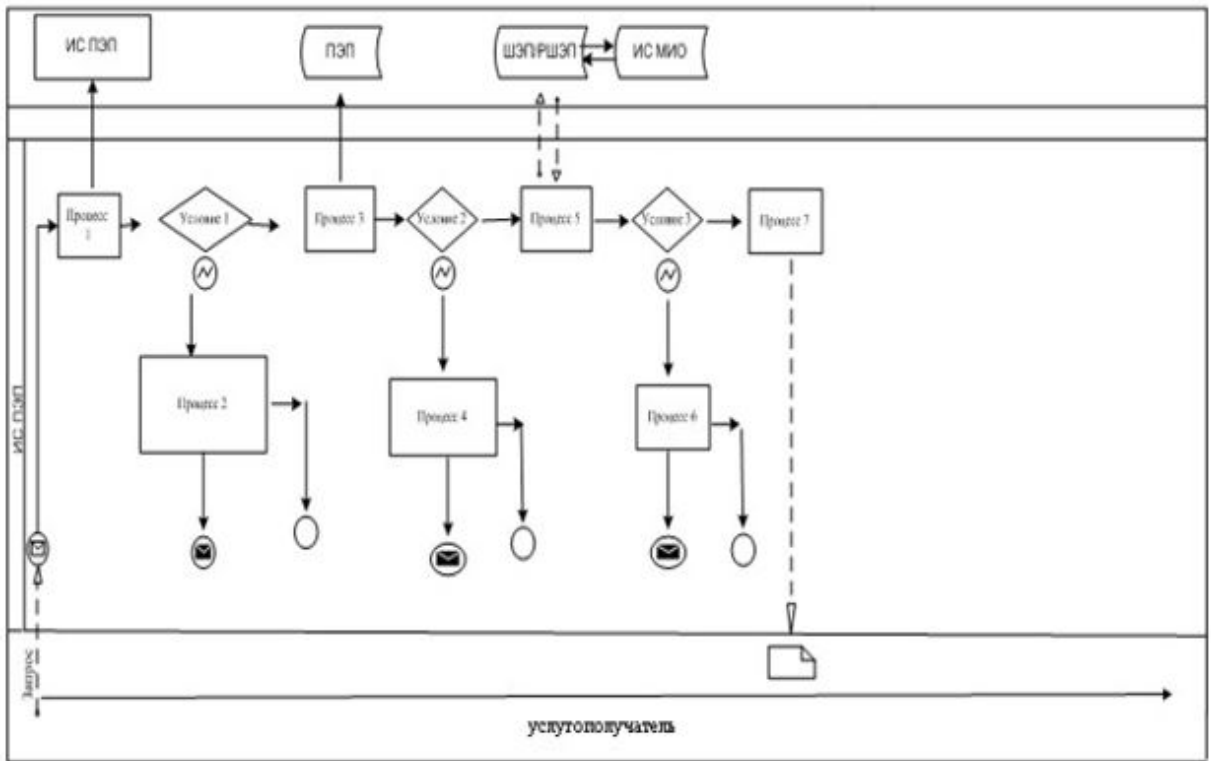 ИС ПЭП
ПЭП
ШЭП/РШЭП
ИС МИО
Процесс
1
Условие 1
Процесс 3
Условие 2
Процесс 5
Условие 3
Процесс 7
Процесс 2
Процесс 4
Процесс 6
ИС ПЭП
Запрос
услугополучатель